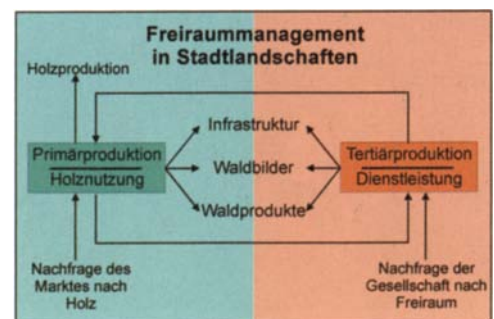 Freiraummanagement
in Stadtlandschaften
Holzproduktion
Infrastruktur
Primärproduktion
Holznutzung
Waldbilder
Tertiärproduktion
Dienstleistung
Waldprodukte
Nachfrage des
Marktes nach
Holz
Nachfrage der
Gesellschaft nach
Freiraum